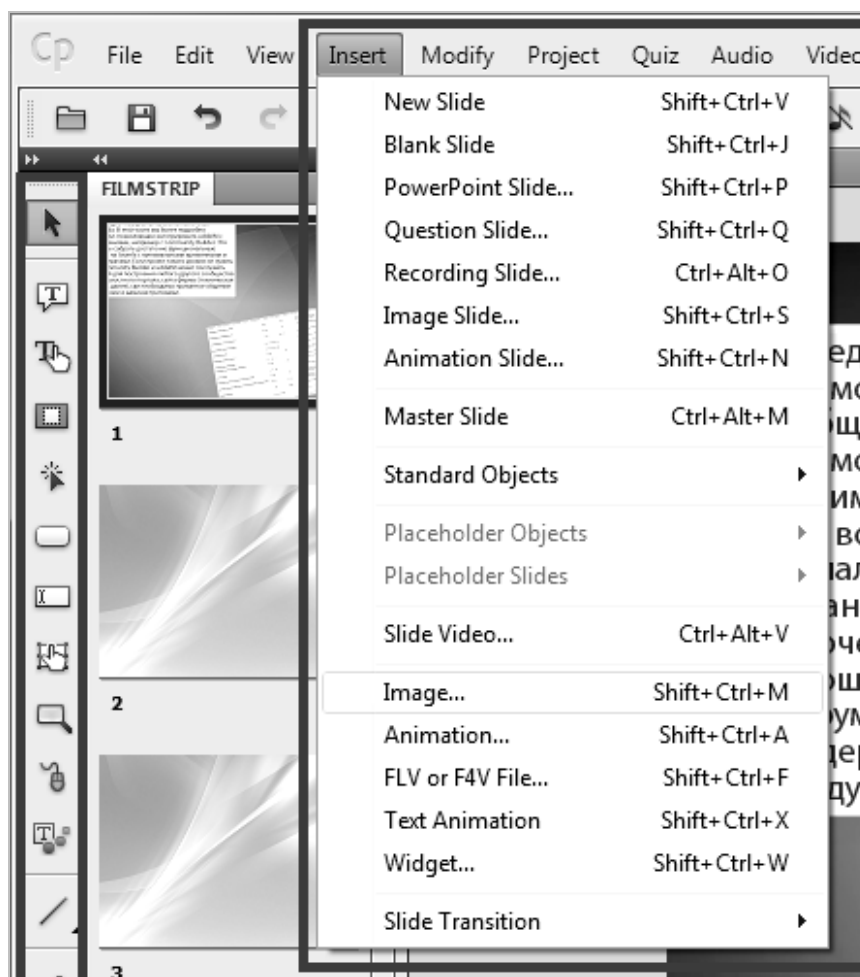 Cp File Edit View Insert Modify Project Quiz Audio Video
FILMSTRIP
1
2
3
New Slide Shift+Ctrl+V
Blank Slide Shift+Ctrl+J
PowerPoint Slide... Shift+Ctrl+P
Question Slide... Shift+Ctrl+Q
Recording Slide... Ctrl+Alt+O
Image Slide... Shift+Ctrl+S
Animation Slide... Shift+Ctrl+N
Master Slide Ctrl+Alt+M
Standard Objects
Placeholder Objects
Placeholder Slides
Slide Video... Ctrl+Alt+V
Image... Shift+Ctrl+M
Animation... Shift+Ctrl+A
FLV or F4V File... Shift+Ctrl+F
Text Animation Shift+Ctrl+X
Widget... Shift+Ctrl+W
Slide Transition